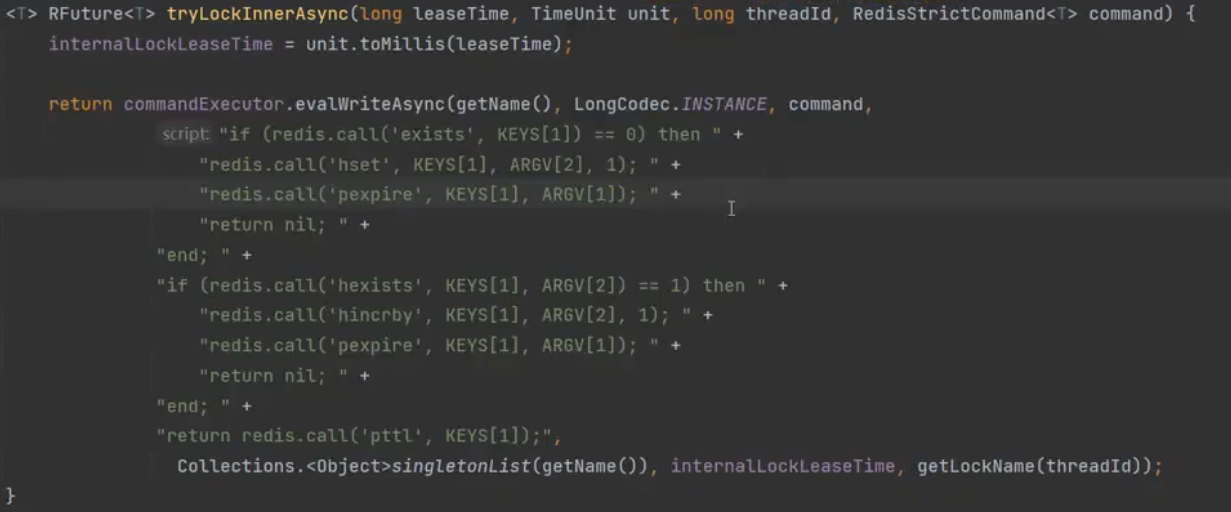 <T> RFuture<T> tryLockInnerAsync(long leaseTime, TimeUnit unit, long threadId, RedisStrictCommand<T> command) {
internalLockLeaseTime = unit.toMillis(leaseTime);
return commandExecutor.evalWriteAsync(getName(), LongCodec.INSTANCE, command,
script: "if (redis.call('exists', KEYS[1]) == 0) then " +
"redis.call('hset', KEYS[1], ARGV[2], 1); " +
"redis.call('pexpire', KEYS[1], ARGV[1]); " +
"return nil; " +
"end; " +
"if (redis.call('hexists', KEYS[1], ARGV[2]) == 1) then " +
"redis.call('hincrby', KEYS[1], ARGV[2], 1); " +
"redis.call('pexpire', KEYS[1], ARGV[1]); " +
"return nil; " +
"end; " +
"return redis.call('pttl', KEYS[1]);",
Collections.<Object>singletonList(getName()), internalLockLeaseTime, getLockName(threadId));
}